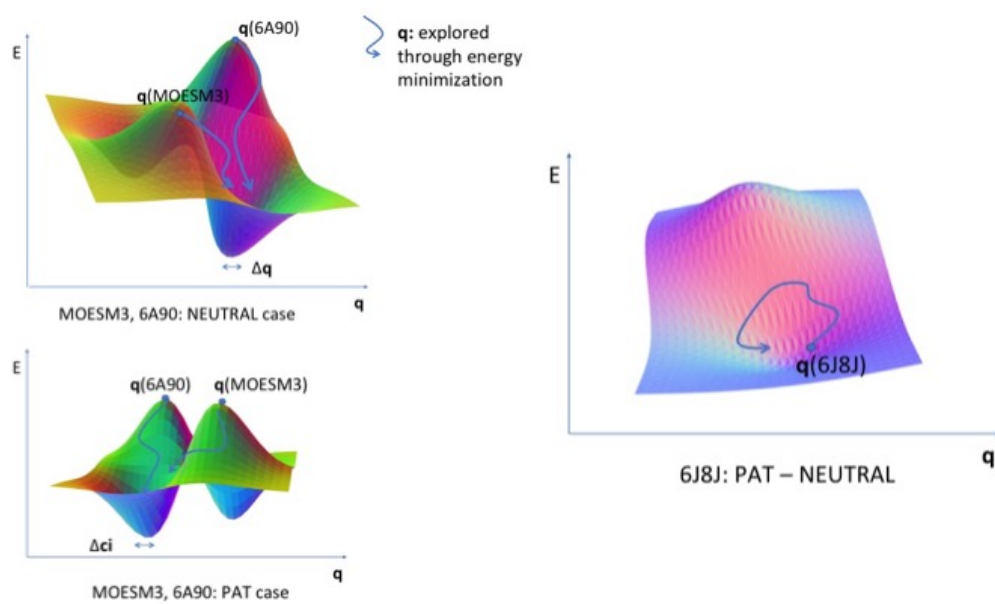 E
q(6A90)
q: explored
through energy
minimization
q(MOESM3)
Δq
q
MOESM3, 6A90: NEUTRAL case
E
q(6A90)
q(MOESM3)
Δci
q
MOESM3, 6A90: PAT case
E
q(6J8J)
q
6J8J: PAT – NEUTRAL